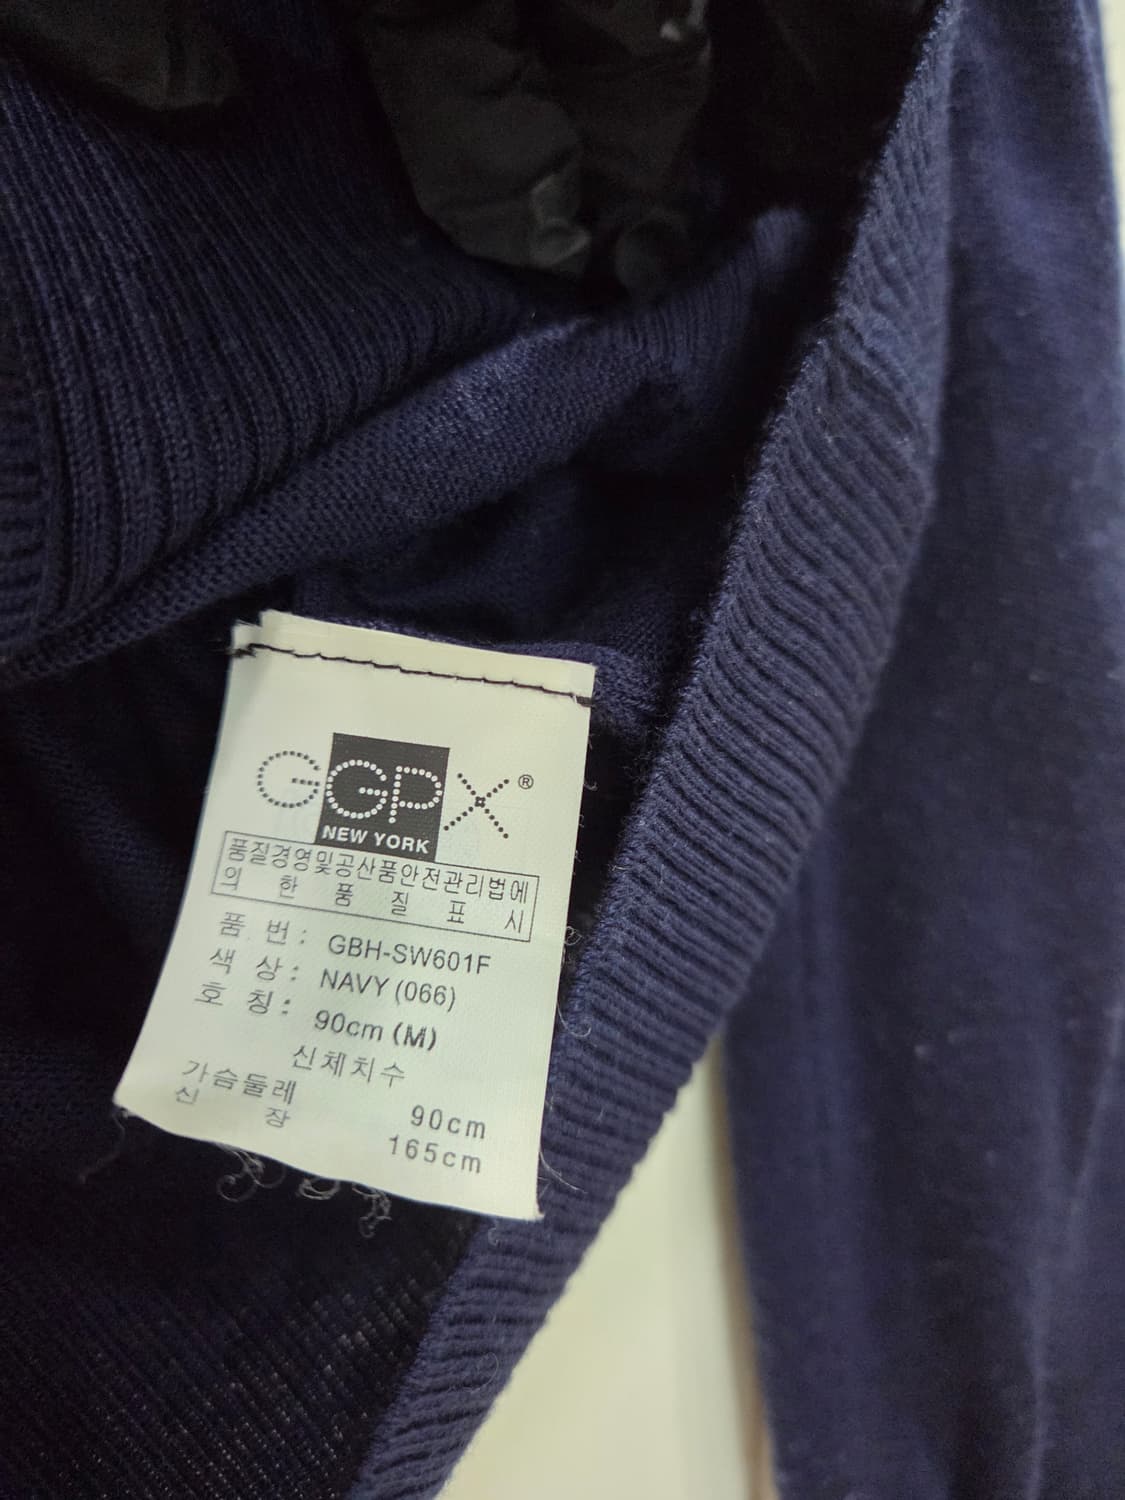 GGPX®
NEW YORK
품질경영및공산품안전관리법에
의 한 품 질 표 시
품 번 : GBH-SW601F
색 상 : NAVY (066)
호 칭 : 90cm (M)
신체치수
가슴둘레 90cm
신 장 165cm